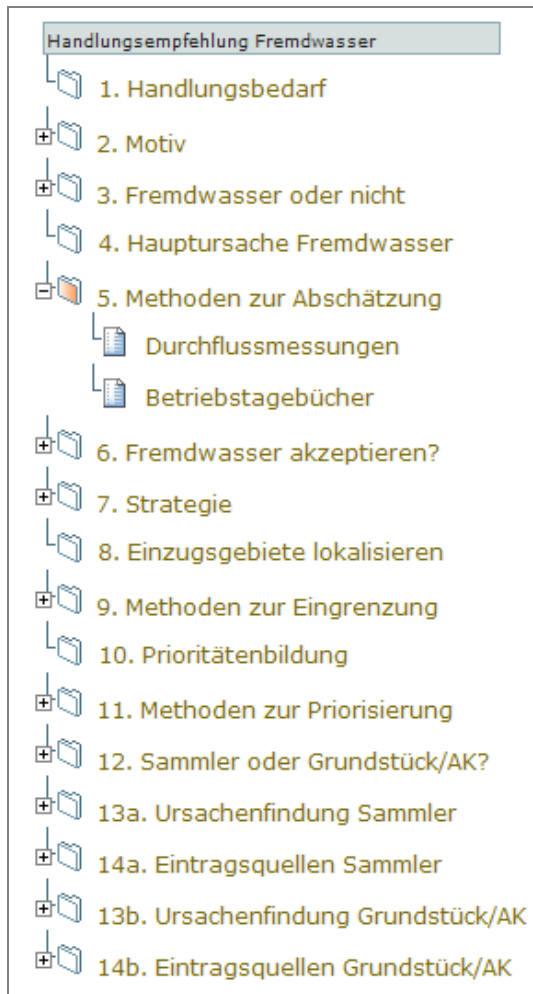 Handlungsempfehlung Fremdwasser
1. Handlungsbedarf
2. Motiv
3. Fremdwasser oder nicht
4. Hauptursache Fremdwasser
5. Methoden zur Abschätzung
Durchflussmessungen
Betriebstagebücher
6. Fremdwasser akzeptieren?
7. Strategie
8. Einzugsgebiete lokalisieren
9. Methoden zur Eingrenzung
10. Prioritätenbildung
11. Methoden zur Priorisierung
12. Sammler oder Grundstück/AK?
13a. Ursachenfindung Sammler
14a. Eintragsquellen Sammler
13b. Ursachenfindung Grundstück/AK
14b. Eintragsquellen Grundstück/AK